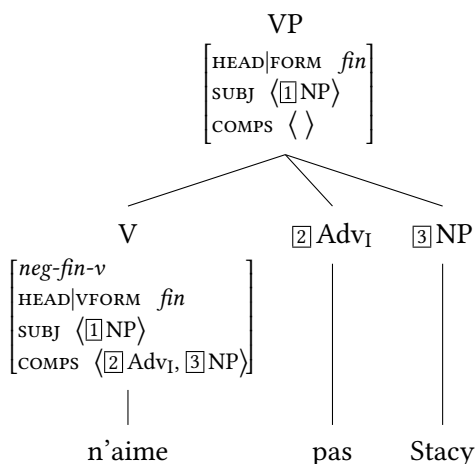 VP
[HEAD|FORM fin
SUBJ ⟨[1]NP⟩
COMPS ⟨ ⟩]
V [2]Adv_I [3]NP
[neg-fin-v
HEAD|VFORM fin
SUBJ ⟨[1]NP⟩
COMPS ⟨[2]Adv_I, [3]NP⟩]
n'aime pas Stacy